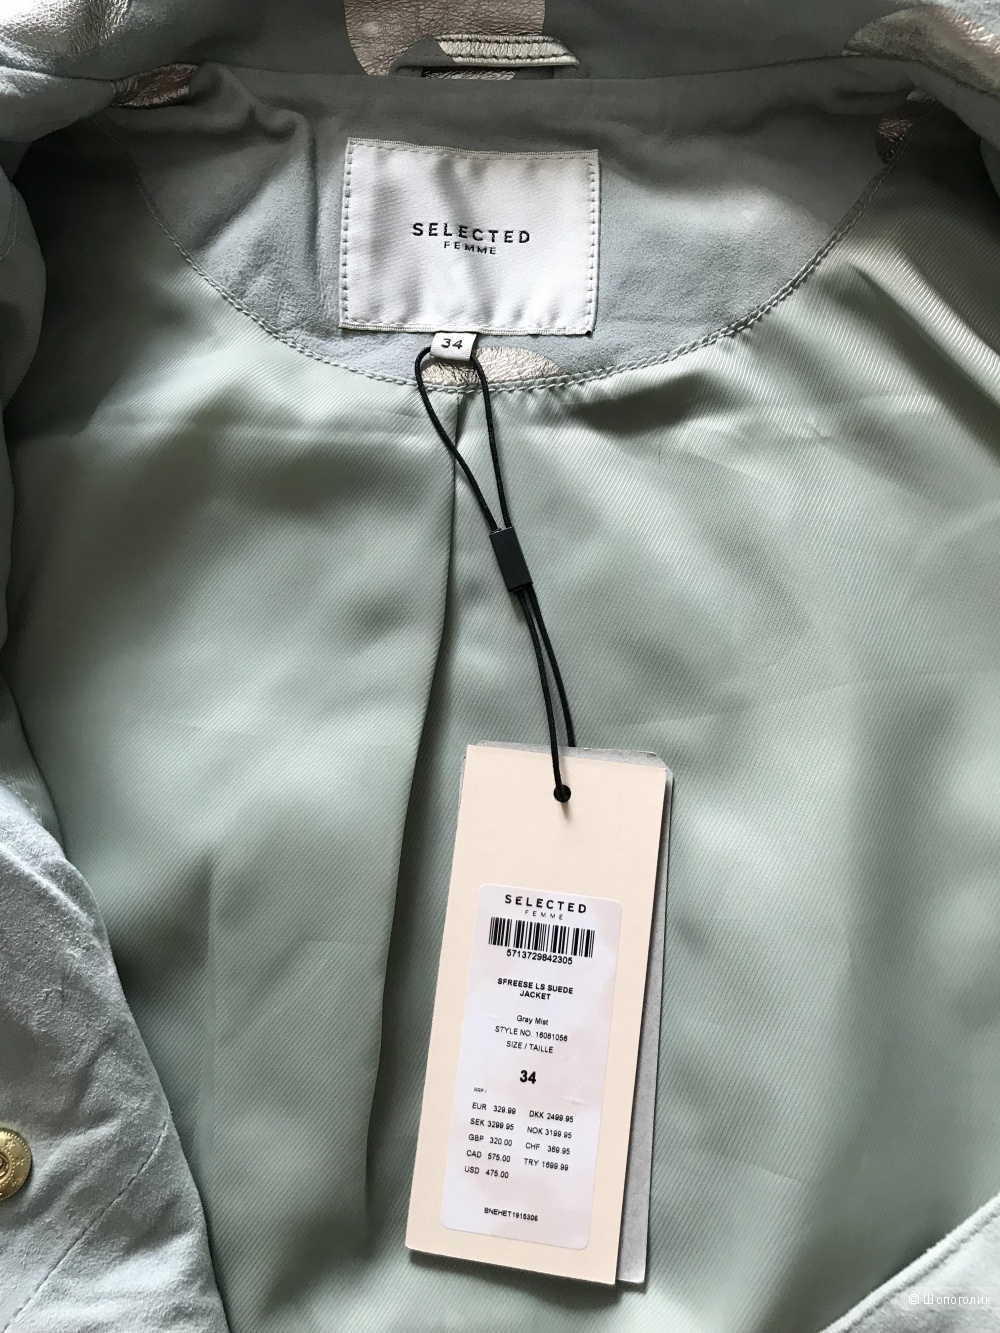 SELECTED
FEMME
34
SELECTED
FEMME
5713729842305
SFREESE LS SUEDE
JACKET
Gray Mist
STYLE NO. 16061056
SIZE / TAILLE
34
RRP /
EUR 329.99 DKK 2499.95
SEK 3299.95 NOK 3199.95
GBP 320.00 CHF 369.95
CAD 575.00 TRY 1699.99
USD 475.00
BNEHET1915306
© Шопоголик